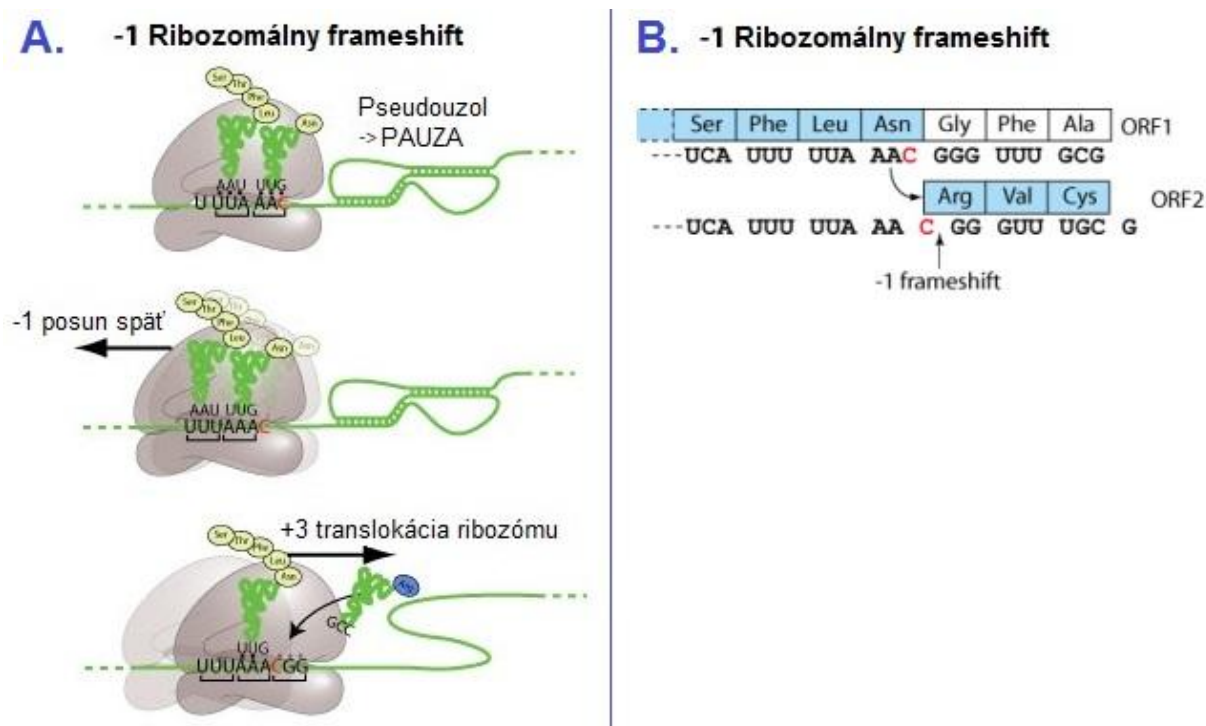 A. -1 Ribozomálny frameshift
Ser
Thr
Phe
Leu
Asn
Pseudouzol
->PAUZA
AAU UUG
U UUA AAC
-1 posun späť
Ser
Thr
Phe
Leu
Asn
AAU UUG
UUUAAAC
+3 translokácia ribozómu
Ser
Thr
Phe
Leu
Asn
Arg
GCC
UUG
UUUAAACGG
B. -1 Ribozomálny frameshift
Ser Phe Leu Asn Gly Phe Ala ORF1
---UCA UUU UUA AAC GGG UUU GCG
Arg Val Cys ORF2
---UCA UUU UUA AA C GG GUU UGC G
-1 frameshift